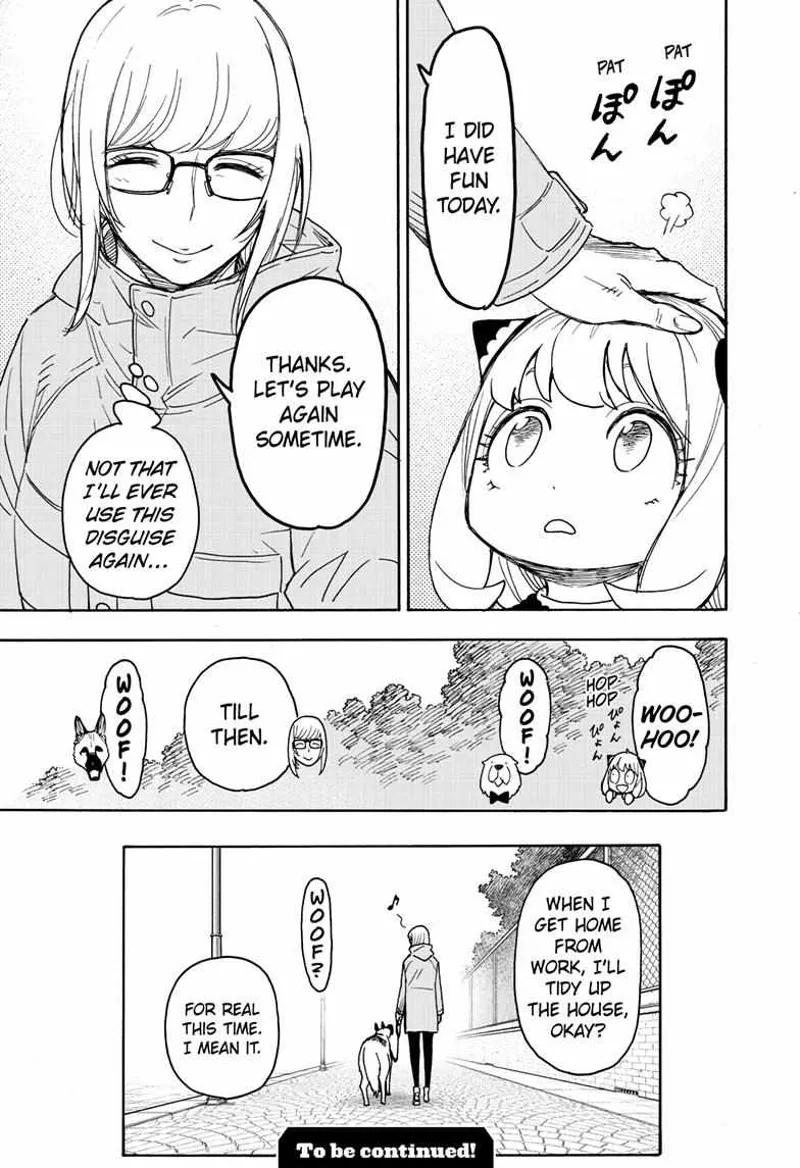 PAT
PAT
ぽん
ぽん
I DID
HAVE
FUN
TODAY.
THANKS.
LET'S PLAY
AGAIN
SOMETIME.
NOT THAT
I'LL EVER
USE THIS
DISGUISE
AGAIN...
WOO-
HOO!
HOP
HOP
ぴょん
ぴょん
WOOF!
TILL
THEN.
WOOF!
WHEN I
GET HOME
FROM
WORK, I'LL
TIDY UP
THE HOUSE,
OKAY?
WOOF?
FOR REAL
THIS TIME.
I MEAN IT.
To be continued!